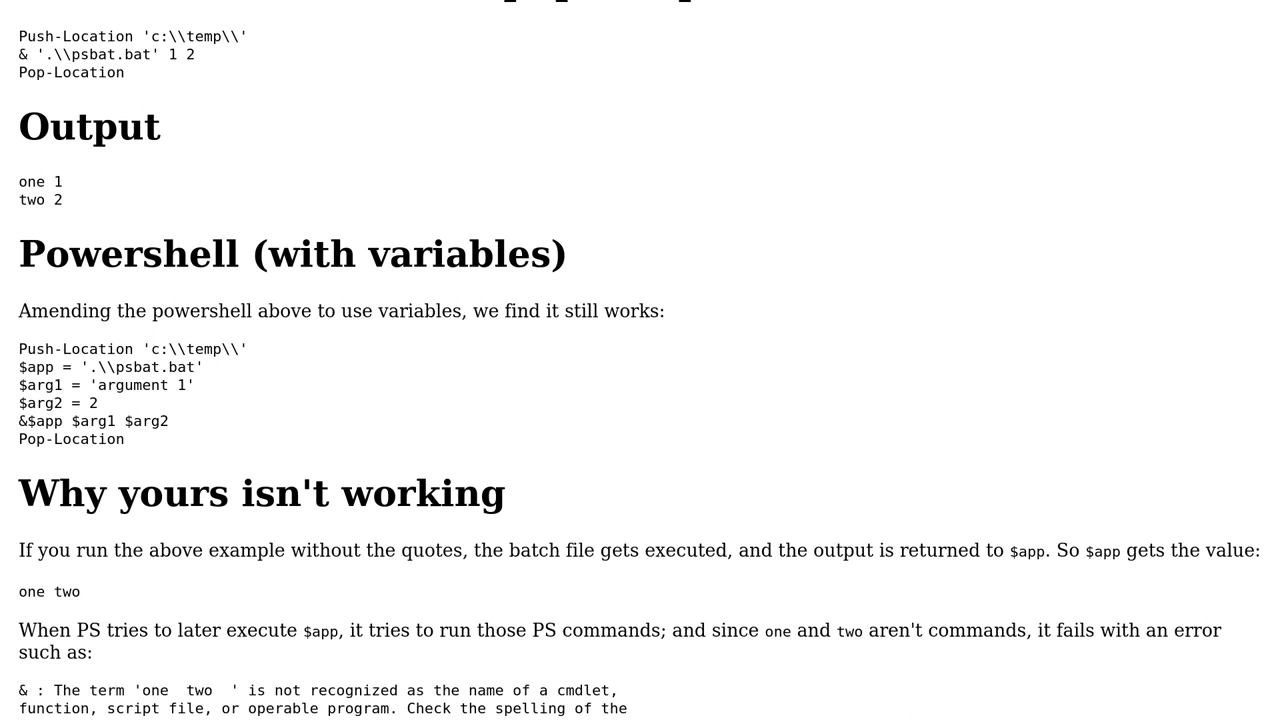 Push-Location 'c:\\temp\\'
& '.\\psbat.bat' 1 2
Pop-Location
Output
one 1
two 2
Powershell (with variables)
Amending the powershell above to use variables, we find it still works:
Push-Location 'c:\\temp\\'
$app = '.\\psbat.bat'
$arg1 = 'argument 1'
$arg2 = 2
&$app $arg1 $arg2
Pop-Location
Why yours isn't working
If you run the above example without the quotes, the batch file gets executed, and the output is returned to $app. So $app gets the value:
one two
When PS tries to later execute $app, it tries to run those PS commands; and since one and two aren't commands, it fails with an error
such as:
& : The term 'one  two  ' is not recognized as the name of a cmdlet,
function, script file, or operable program. Check the spelling of the